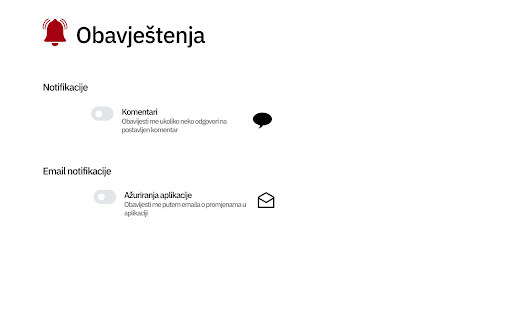 Obavještenja
Notifikacije
Komentari
Obavijesti me ukoliko neko odgovori na
postavljen komentar
Email notifikacije
Ažuriranja aplikacije
Obavijesti me putem emaila o promjenama u
aplikaciji